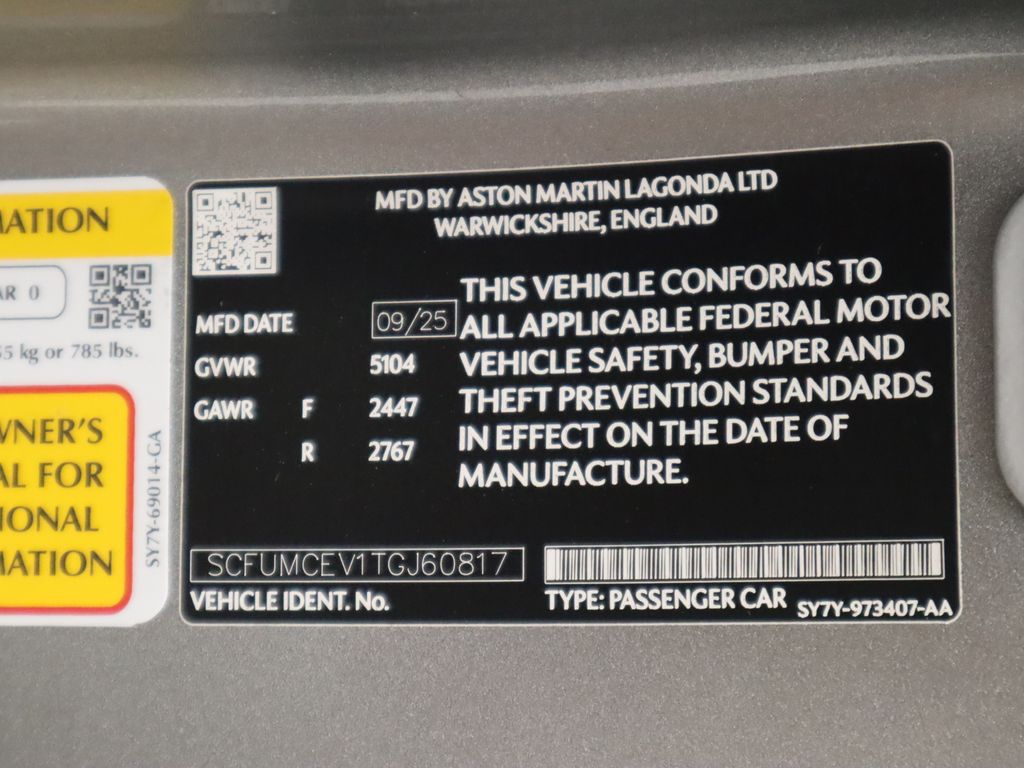 MATION
AR 0
5 kg or 785 lbs.
WNER'S
AL FOR
IONAL
MATION
SY7Y-69014-GA
MFD BY ASTON MARTIN LAGONDA LTD
WARWICKSHIRE, ENGLAND
MFD DATE 09/25
GVWR 5104
GAWR F 2447
R 2767
THIS VEHICLE CONFORMS TO
ALL APPLICABLE FEDERAL MOTOR
VEHICLE SAFETY, BUMPER AND
THEFT PREVENTION STANDARDS
IN EFFECT ON THE DATE OF
MANUFACTURE.
SCFUMCEV1TGJ60817
VEHICLE IDENT. No.
TYPE: PASSENGER CAR
SY7Y-973407-AA